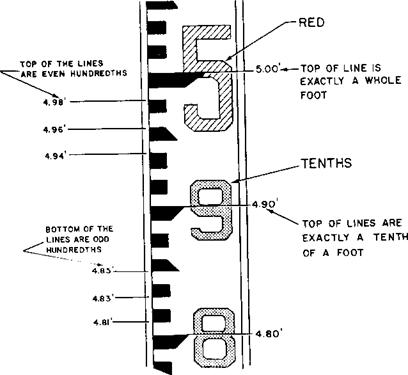 RED
TOP OF THE LINES
ARE EVEN HUNDREDTHS
5.00'
TOP OF LINE IS
EXACTLY A WHOLE
FOOT
5
4.98'
4.96'
4.94'
TENTHS
9
4.90'
TOP OF LINES ARE
EXACTLY A TENTH
OF A FOOT
BOTTOM OF THE
LINES ARE ODD
HUNDREDTHS
4.85'
4.83'
4.81'
8
4.80'